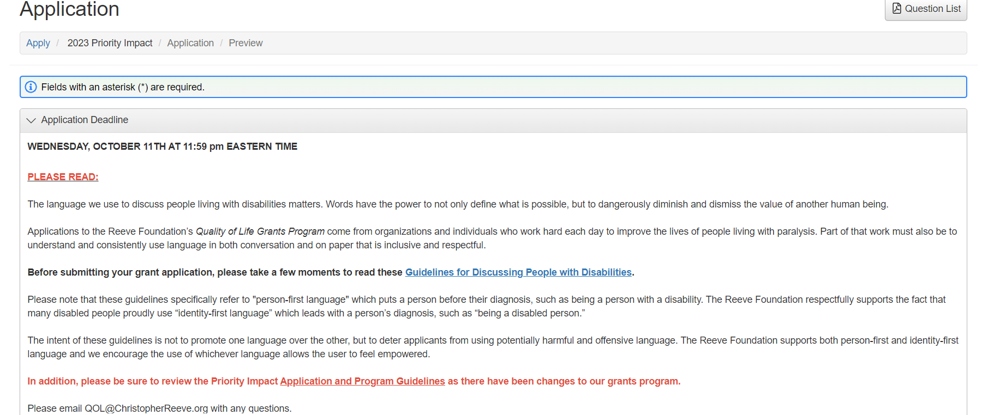 Application
Question List
Apply / 2023 Priority Impact / Application / Preview
Fields with an asterisk (*) are required.
Application Deadline
WEDNESDAY, OCTOBER 11TH AT 11:59 pm EASTERN TIME
PLEASE READ:
The language we use to discuss people living with disabilities matters. Words have the power to not only define what is possible, but to dangerously diminish and dismiss the value of another human being.
Applications to the Reeve Foundation’s Quality of Life Grants Program come from organizations and individuals who work hard each day to improve the lives of people living with paralysis. Part of that work must also be to
understand and consistently use language in both conversation and on paper that is inclusive and respectful.
Before submitting your grant application, please take a few moments to read these Guidelines for Discussing People with Disabilities.
Please note that these guidelines specifically refer to "person-first language" which puts a person before their diagnosis, such as being a person with a disability. The Reeve Foundation respectfully supports the fact that
many disabled people proudly use “identity-first language” which leads with a person’s diagnosis, such as “being a disabled person.”
The intent of these guidelines is not to promote one language over the other, but to deter applicants from using potentially harmful and offensive language. The Reeve Foundation supports both person-first and identity-first
language and we encourage the use of whichever language allows the user to feel empowered.
In addition, please be sure to review the Priority Impact Application and Program Guidelines as there have been changes to our grants program.
Please email QOL@ChristopherReeve.org with any questions.